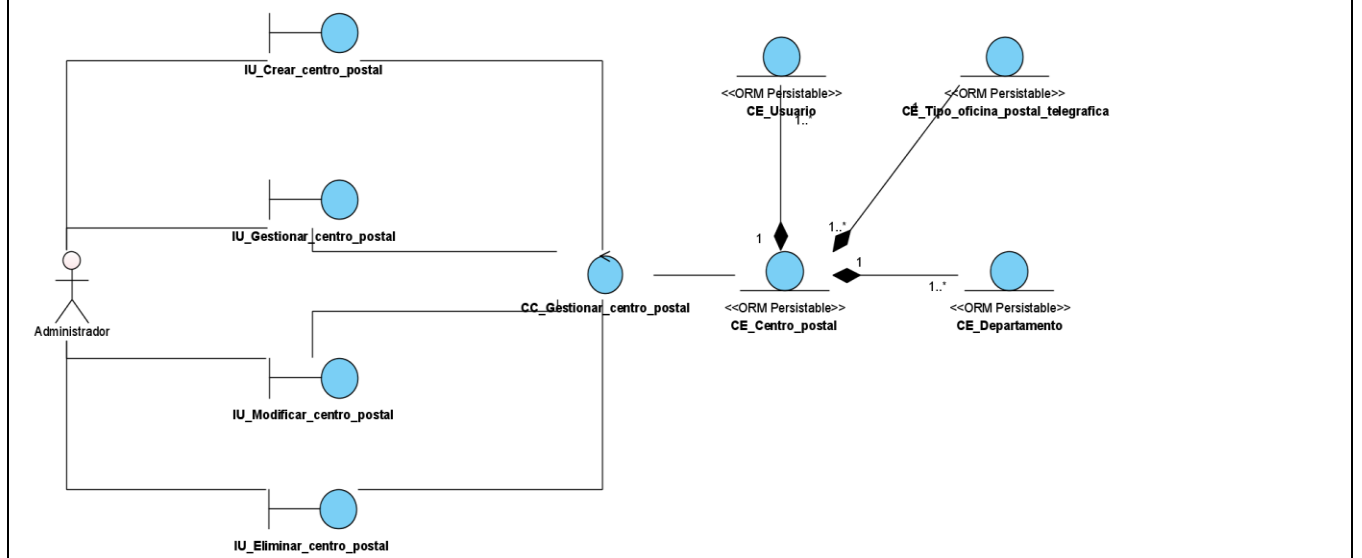 IU_Crear_centro_postal
<<ORM Persistable>>
CE_Usuario
1..*
<<ORM Persistable>>
CE_Tipo_oficina_postal_telegrafica
1
IU_Gestionar_centro_postal
Administrador
CC_Gestionar_centro_postal
1
1..*
1
1..*
<<ORM Persistable>>
CE_Centro_postal
<<ORM Persistable>>
CE_Departamento
IU_Modificar_centro_postal
IU_Eliminar_centro_postal